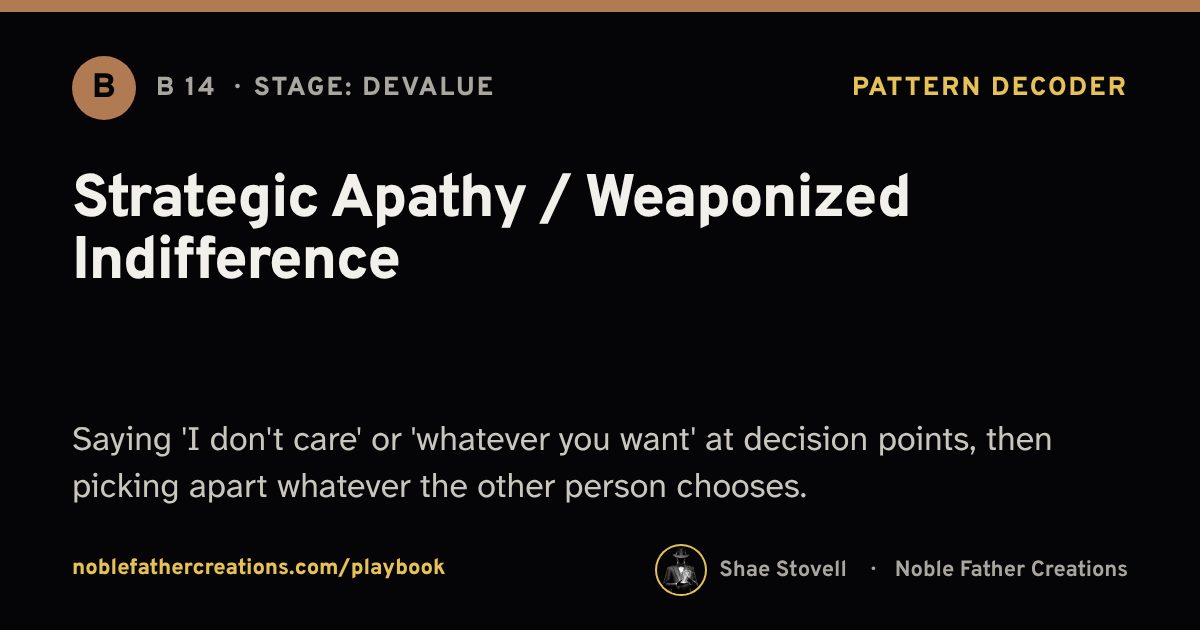 B
B 14 · STAGE: DEVALUE
PATTERN DECODER
Strategic Apathy / Weaponized
Indifference
Saying 'I don't care' or 'whatever you want' at decision points, then
picking apart whatever the other person chooses.
noblefathercreations.com/playbook
Shae Stovell · Noble Father Creations